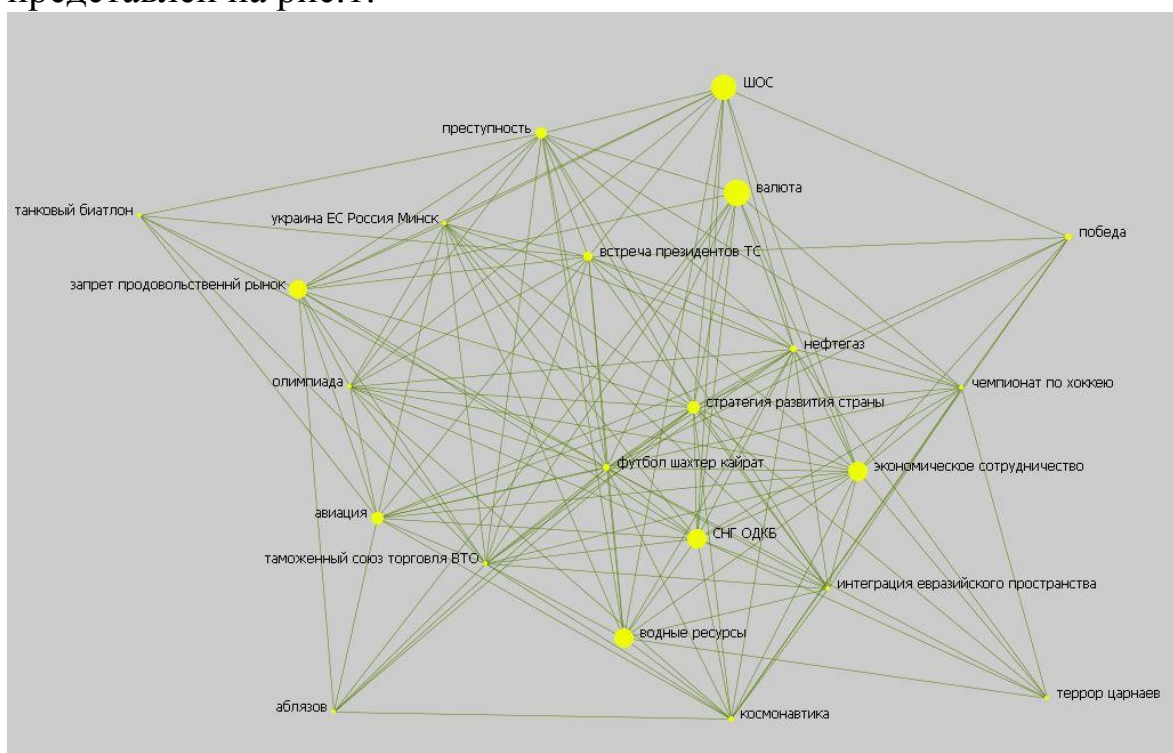 представлен на рис.1.
ШОС
преступность
валюта
танковый биатлон
украина ЕС Россия Минск
победа
встреча президентов ТС
запрет продовольственнй рынок
нефтегаз
олимпиада
чемпионат по хоккею
стратегия развития страны
футбол шахтер кайрат
экономическое сотрудничество
авиация
СНГ ОДКБ
таможенный союз торговля ВТО
интеграция евразийского пространства
водные ресурсы
террор царнаев
аблязов
космонавтика